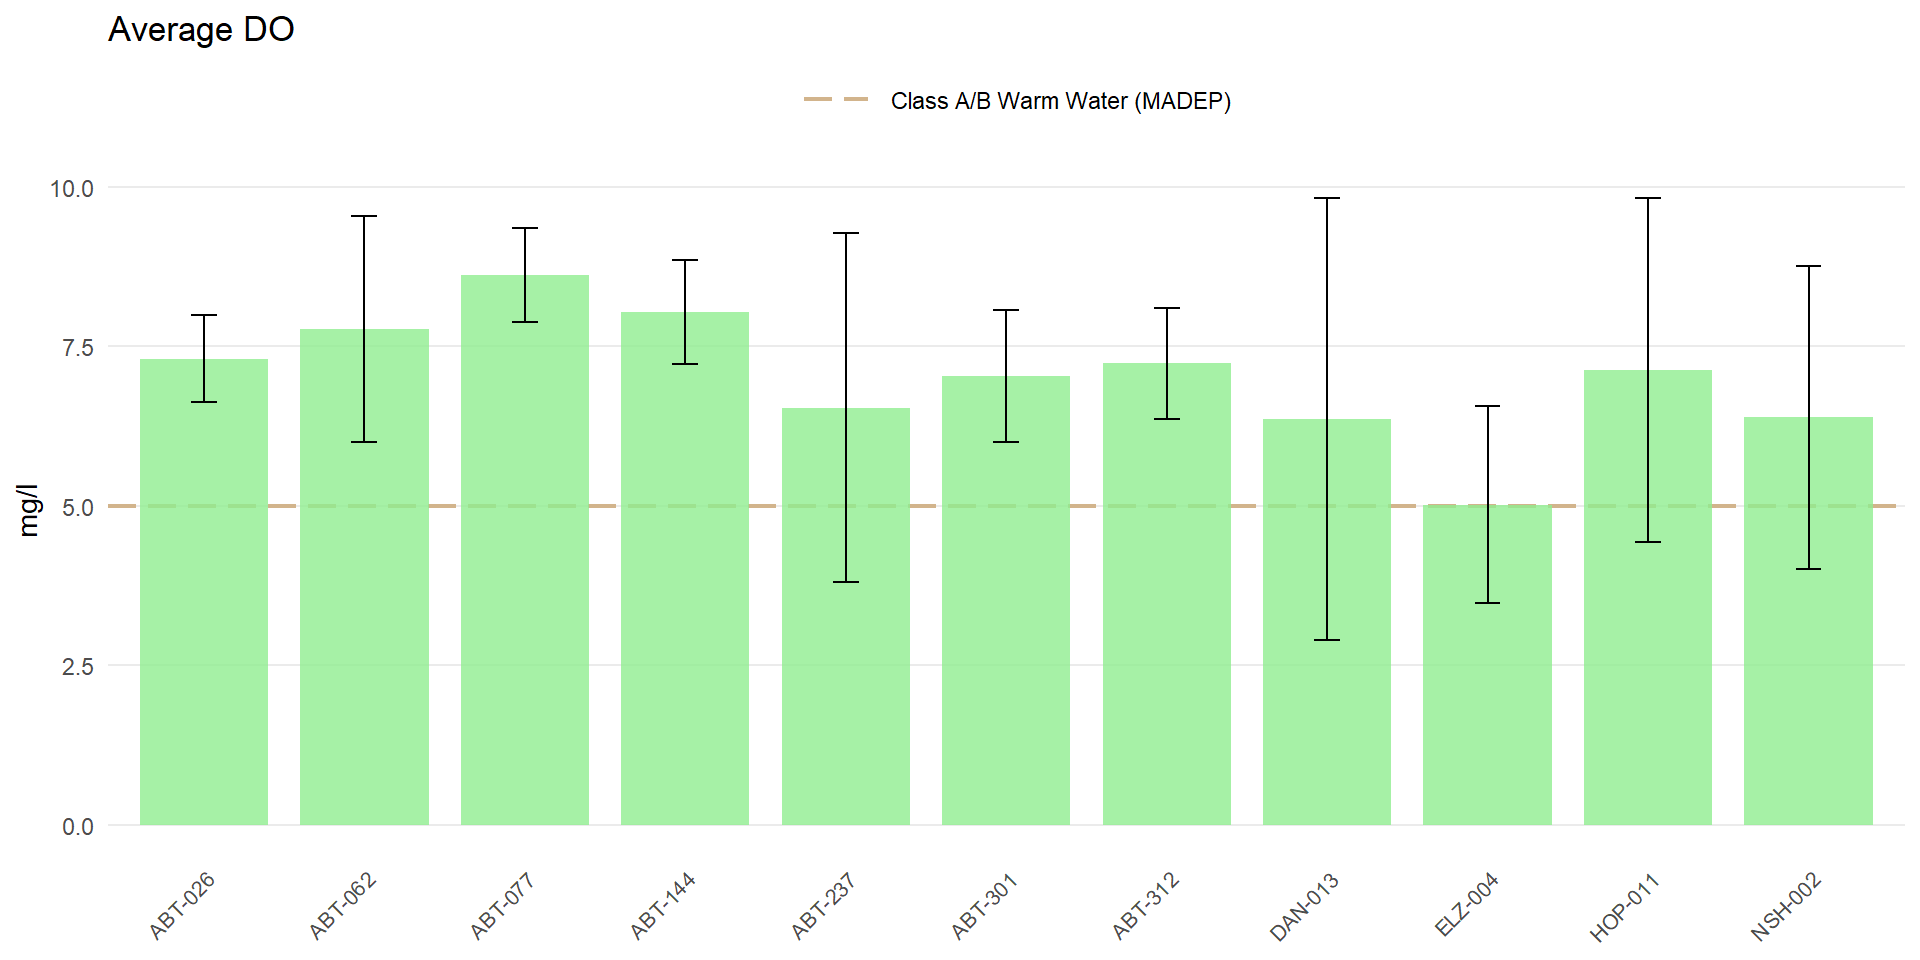 Average DO
Class A/B Warm Water (MADEP)
10.0
7.5
5.0
2.5
0.0
mg/l
ABT-026
ABT-062
ABT-077
ABT-144
ABT-237
ABT-301
ABT-312
DAN-013
ELZ-004
HOP-011
NSH-002